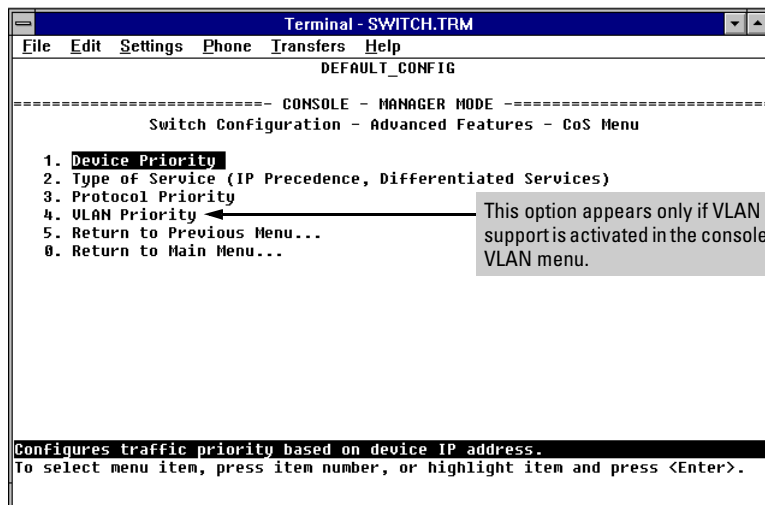 Terminal - SWITCH.TRM
File Edit Settings Phone Transfers Help
DEFAULT_CONFIG
==========================- CONSOLE - MANAGER MODE -============================
Switch Configuration - Advanced Features - CoS Menu
1. Device Priority
2. Type of Service (IP Precedence, Differentiated Services)
3. Protocol Priority
4. VLAN Priority
5. Return to Previous Menu...
0. Return to Main Menu...
This option appears only if VLAN
support is activated in the console
VLAN menu.
Configures traffic priority based on device IP address.
To select menu item, press item number, or highlight item and press <Enter>.